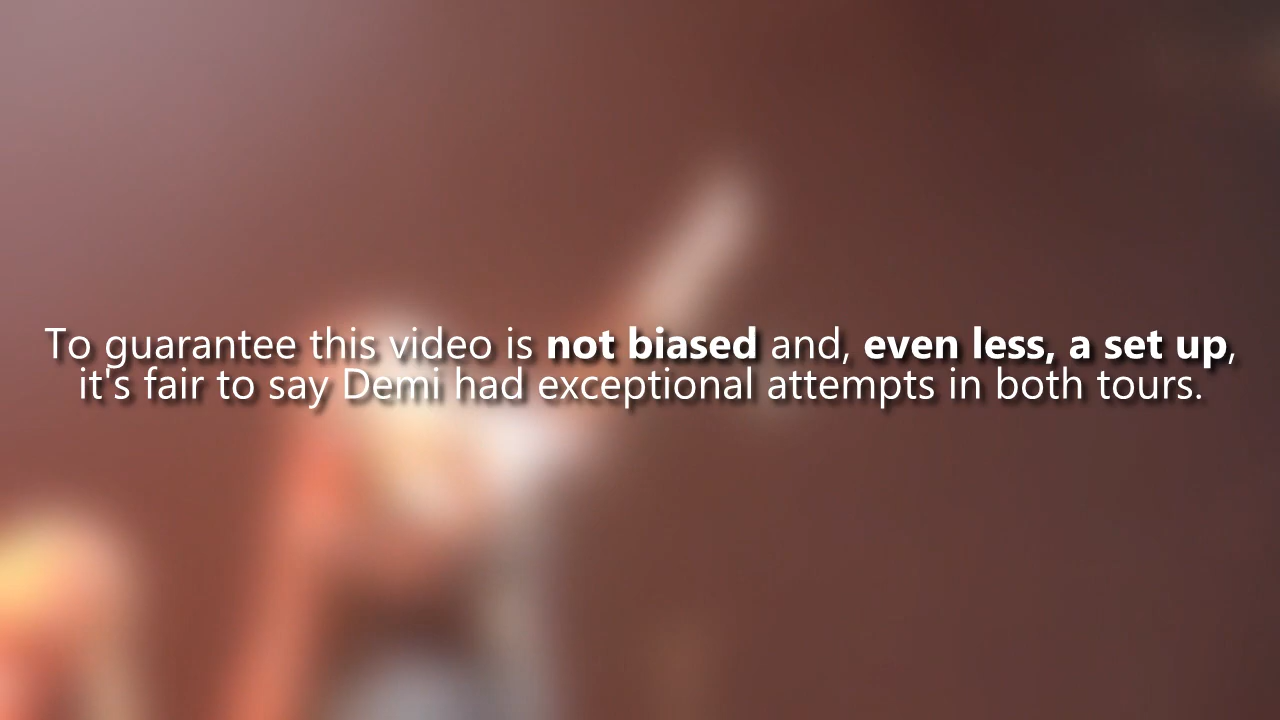 To guarantee this video is not biased and, even less, a set up,
it's fair to say Demi had exceptional attempts in both tours.